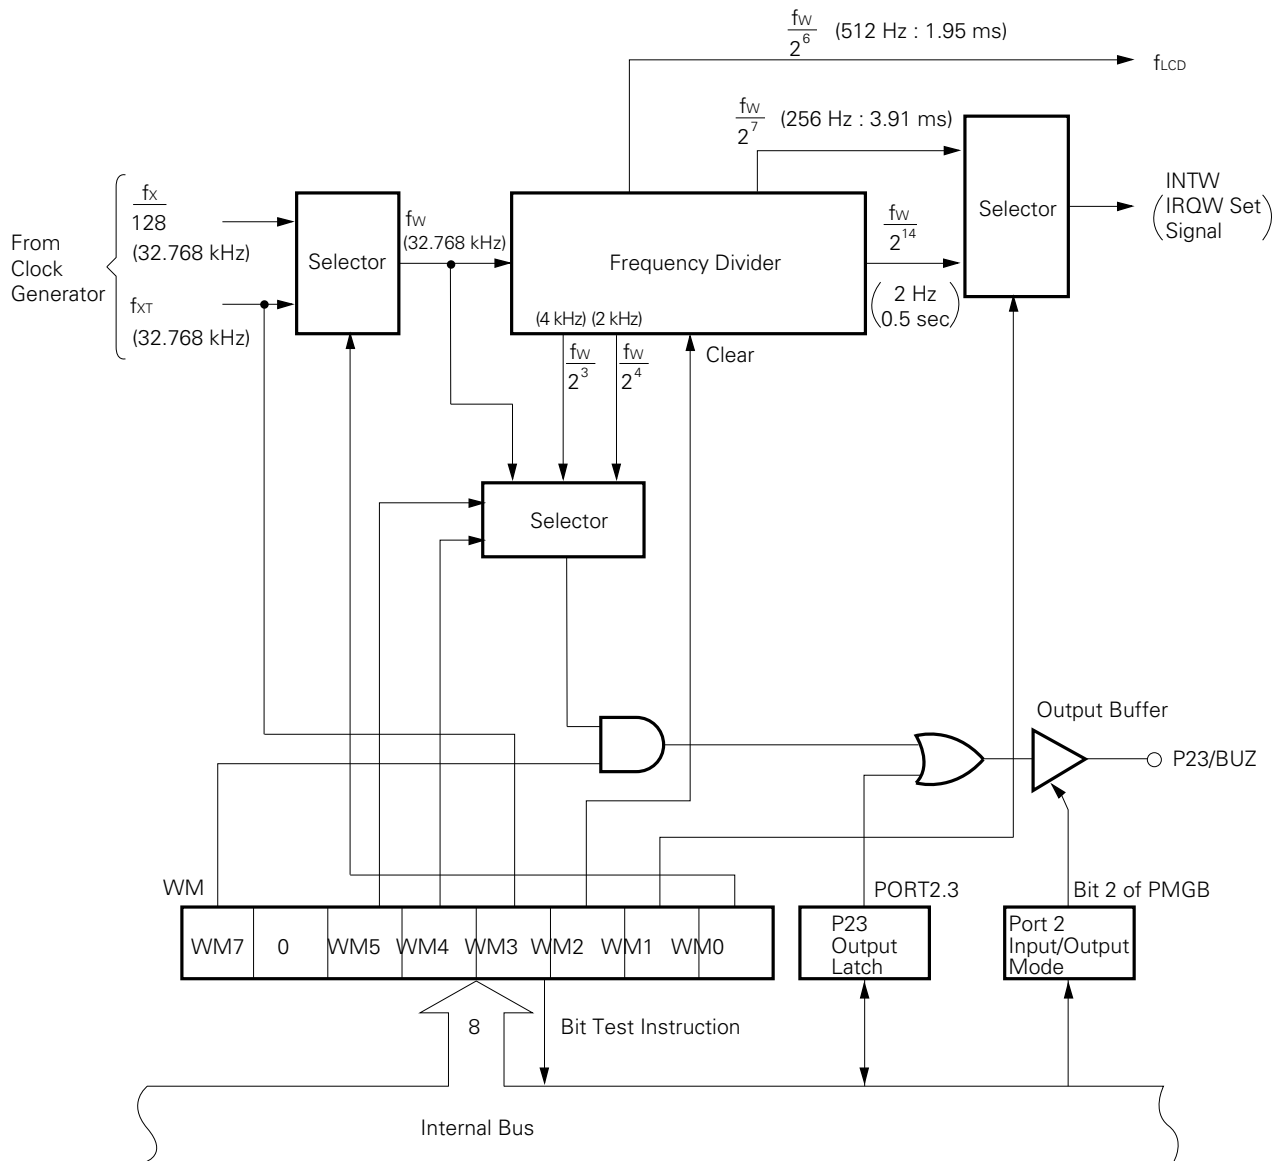 fW
2^6 (512 Hz : 1.95 ms)
fLCD
fW
2^7 (256 Hz : 3.91 ms)
From
Clock
Generator
fX
128
(32.768 kHz)
fXT
(32.768 kHz)
Selector
fW
(32.768 kHz)
Frequency Divider
(4 kHz) (2 kHz)
fW
2^3
fW
2^4
Clear
fW
2^14
(2 Hz
0.5 sec)
Selector
INTW
(IRQW Set)
Signal
Selector
Output Buffer
P23/BUZ
WM
PORT2.3
Bit 2 of PMGB
WM7 0 WM5 WM4 WM3 WM2 WM1 WM0
P23
Output
Latch
Port 2
Input/Output
Mode
8
Bit Test Instruction
Internal Bus